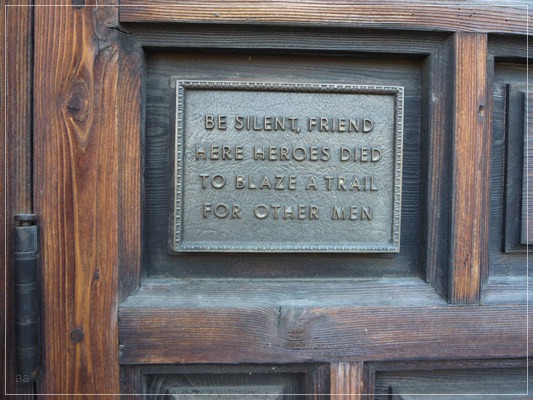 BE SILENT, FRIEND
HERE HEROES DIED
TO BLAZE A TRAIL
FOR OTHER MEN
aa